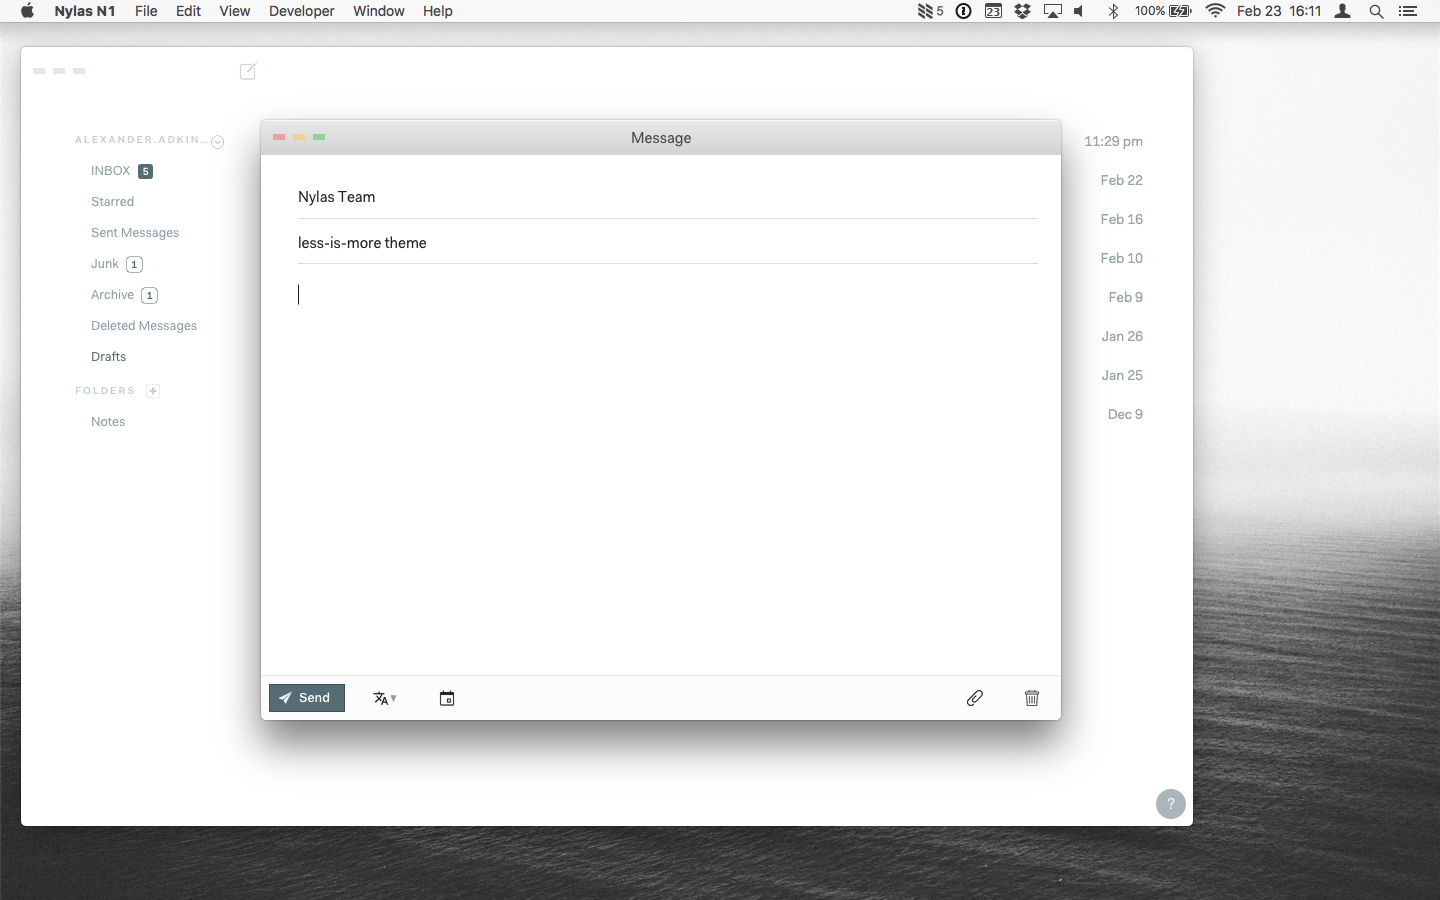 Nylas N1 File Edit View Developer Window Help 5 23 100% Feb 23 16:11
ALEXANDER.ADKIN...
INBOX 5
Starred
Sent Messages
Junk 1
Archive 1
Deleted Messages
Drafts
FOLDERS +
Notes
Message
Nylas Team
less-is-more theme
Send
11:29 pm
Feb 22
Feb 16
Feb 10
Feb 9
Jan 26
Jan 25
Dec 9
?